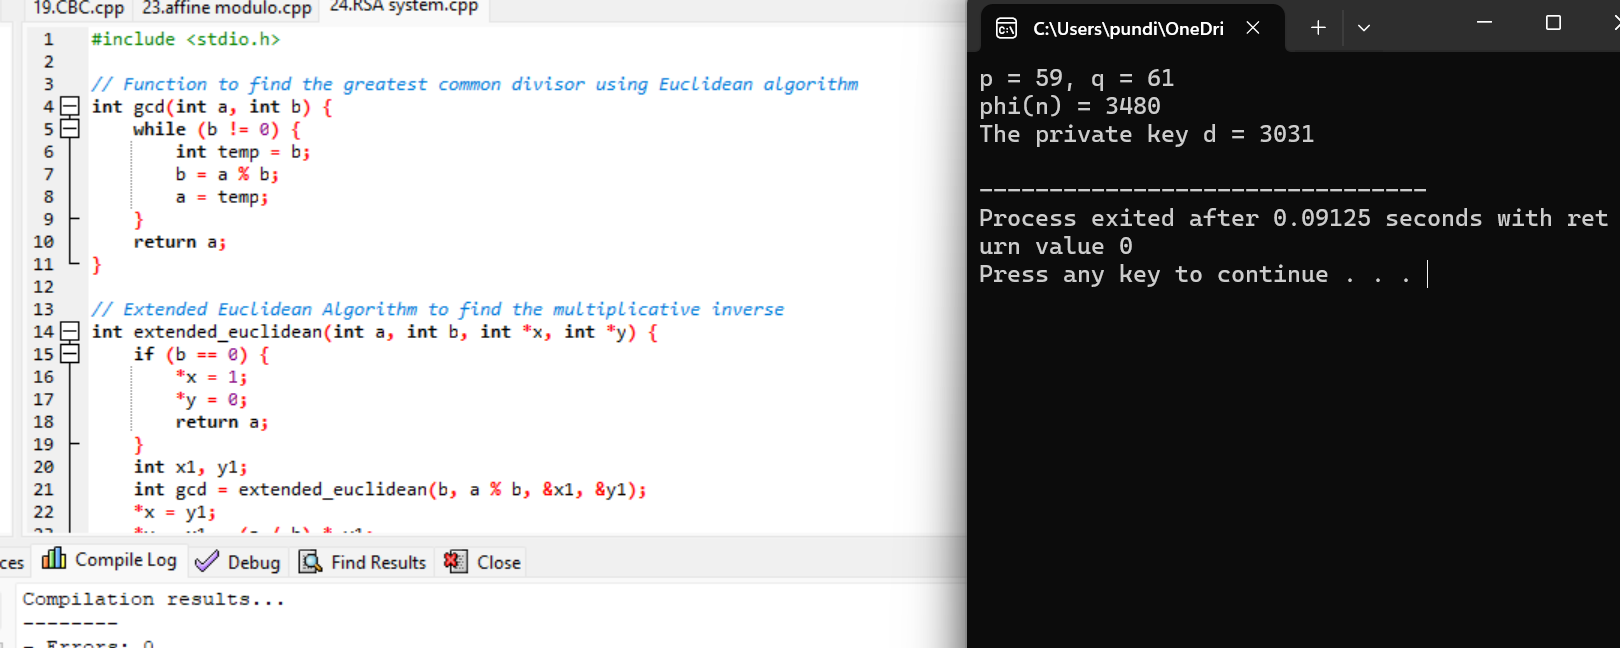 19.CBC.cpp 23.affine modulo.cpp 24.RSA system.cpp
1 #include <stdio.h>
2
3 // Function to find the greatest common divisor using Euclidean algorithm
4 int gcd(int a, int b) {
5 while (b != 0) {
6 int temp = b;
7 b = a % b;
8 a = temp;
9 }
10 return a;
11 }
12
13 // Extended Euclidean Algorithm to find the multiplicative inverse
14 int extended_euclidean(int a, int b, int *x, int *y) {
15 if (b == 0) {
16 *x = 1;
17 *y = 0;
18 return a;
19 }
20 int x1, y1;
21 int gcd = extended_euclidean(b, a % b, &x1, &y1);
22 *x = y1;
ces Compile Log Debug Find Results Close
Compilation results...
--------
- Errors: 0
C:\Users\pundi\OneDri
p = 59, q = 61
phi(n) = 3480
The private key d = 3031
--------------------------------
Process exited after 0.09125 seconds with ret
urn value 0
Press any key to continue . . .